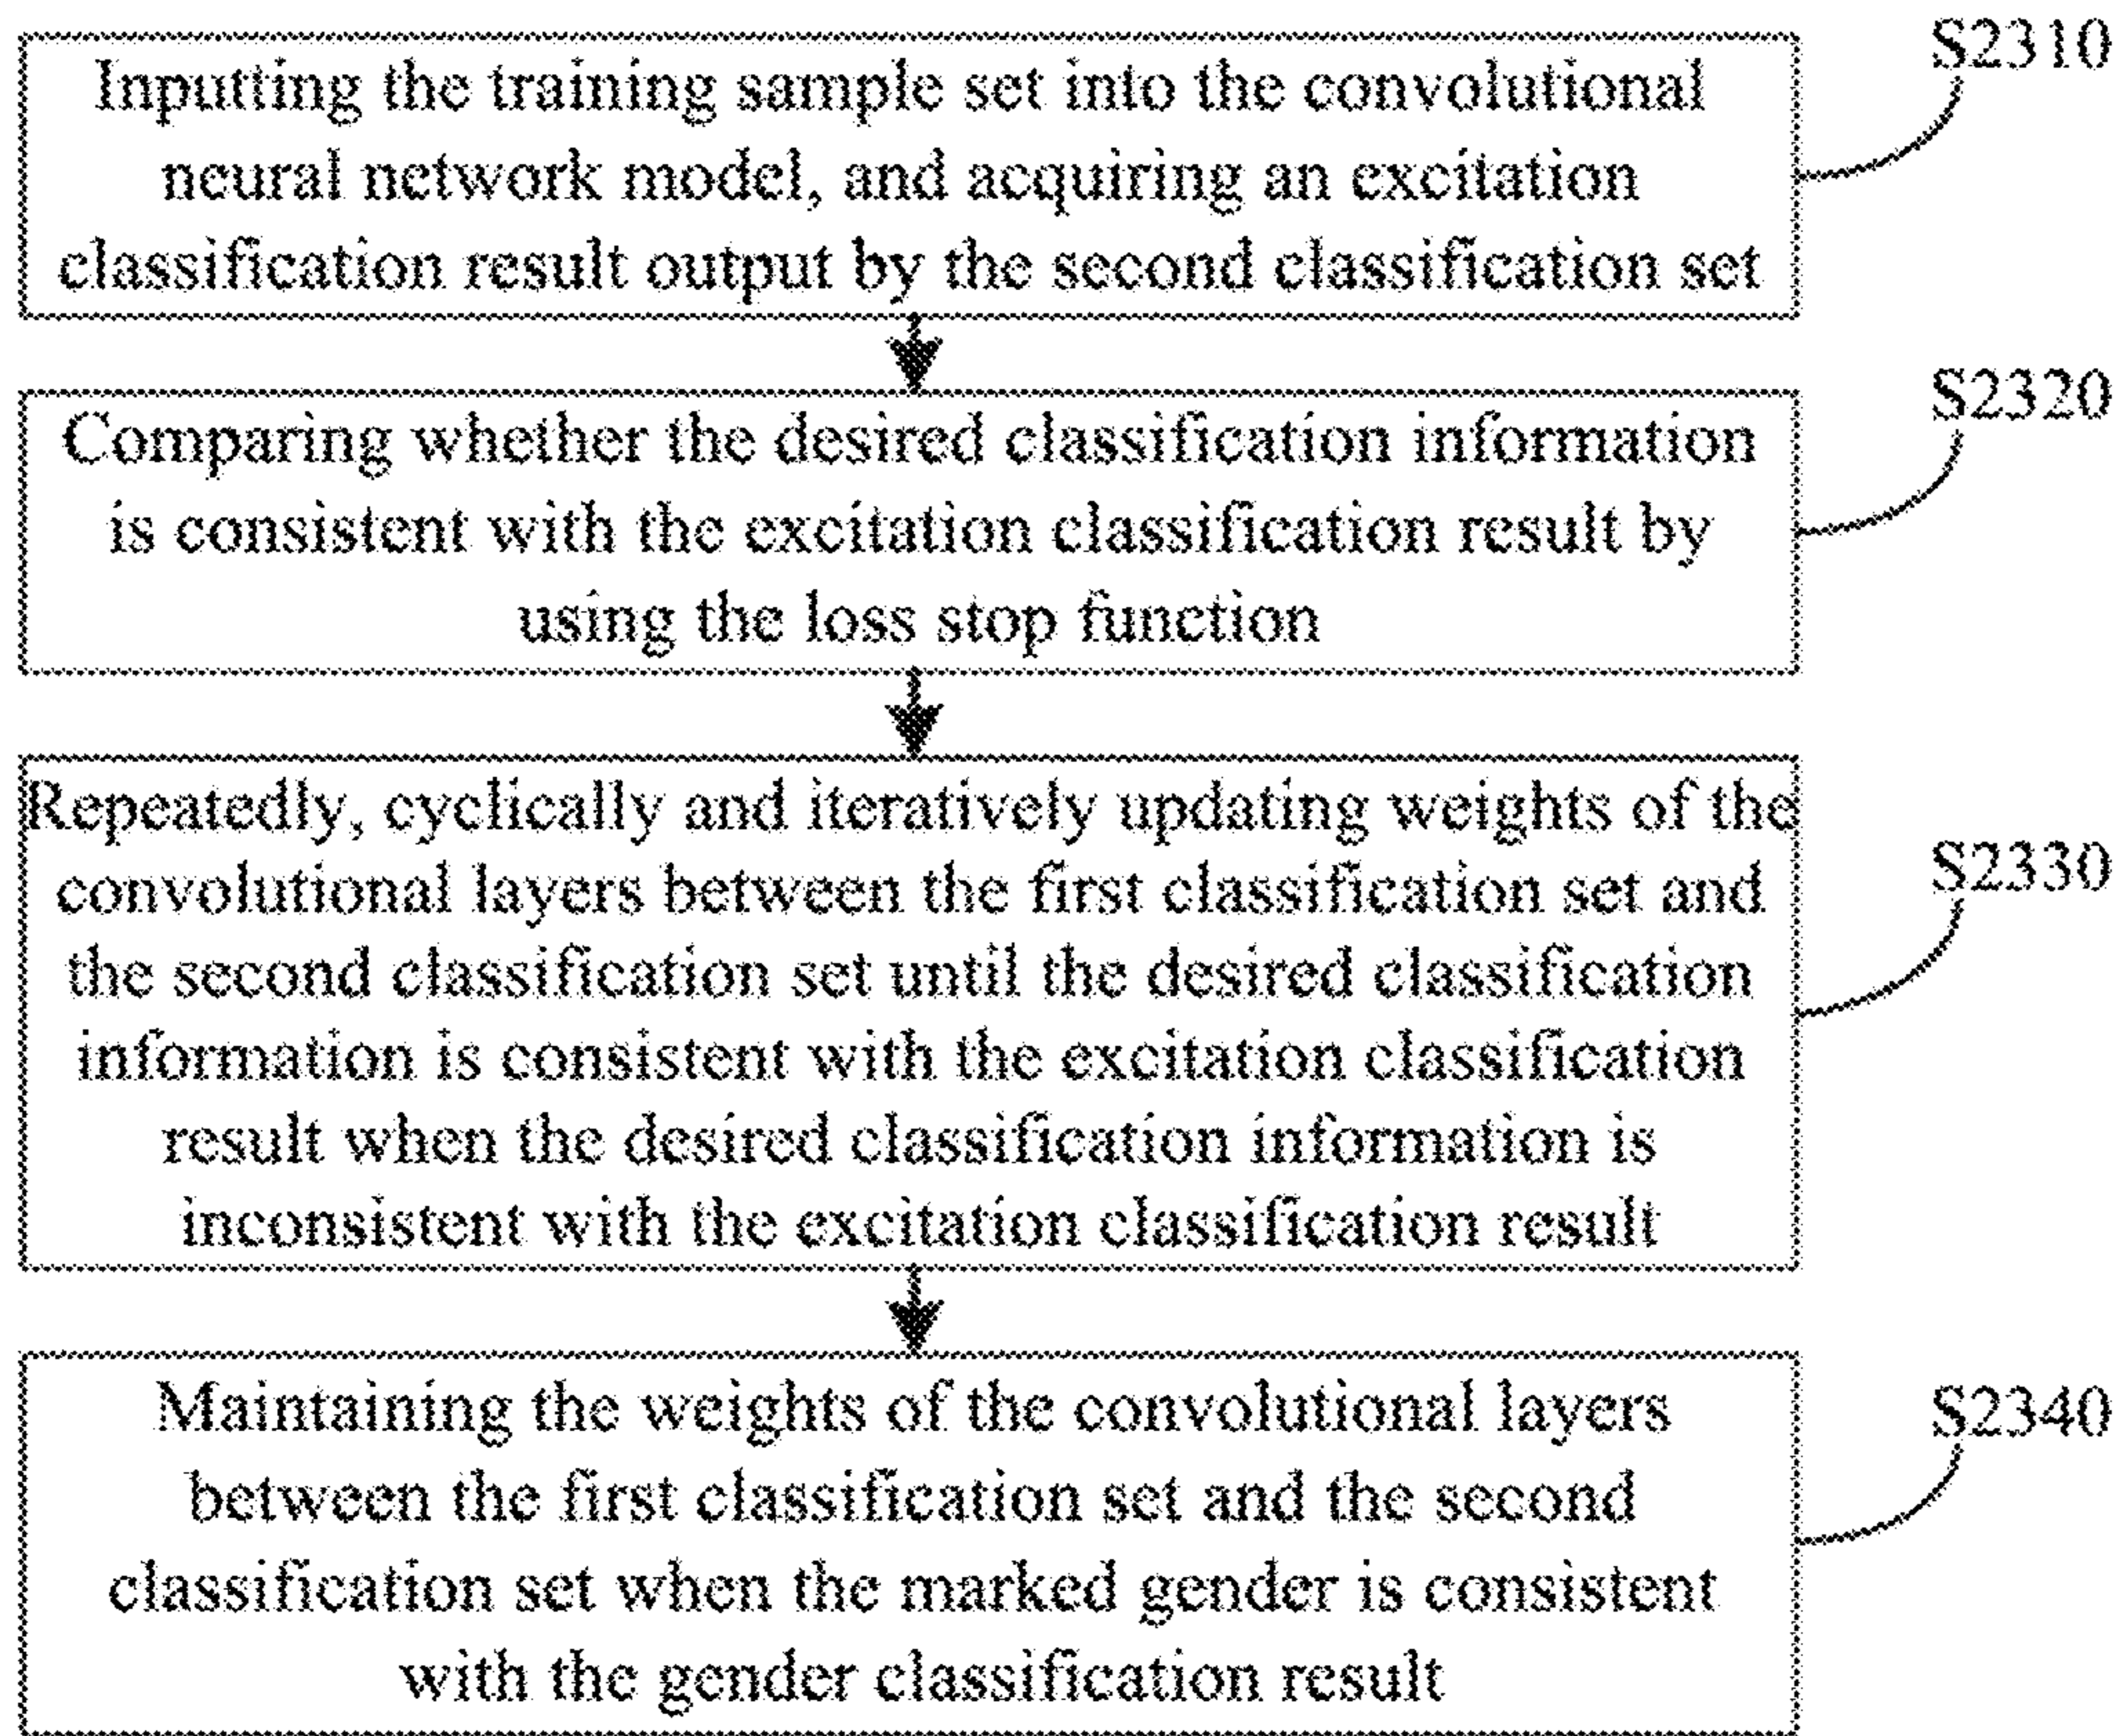 S2310
Inputting the training sample set into the convolutional
neural network model, and acquiring an excitation
classification result output by the second classification set
S2320
Comparing whether the desired classification information
is consistent with the excitation classification result by
using the loss stop function
Repeatedly, cyclically and iteratively updating weights of the
convolutional layers between the first classification set and
S2330
the second classification set until the desired classification
information is consistent with the excitation classification
result when the desired classification information is
inconsistent with the excitation classification result
Maintaining the weights of the convolutional layers
S2340
between the first classification set and the second
classification set when the marked gender is consistent
with the gender classification result